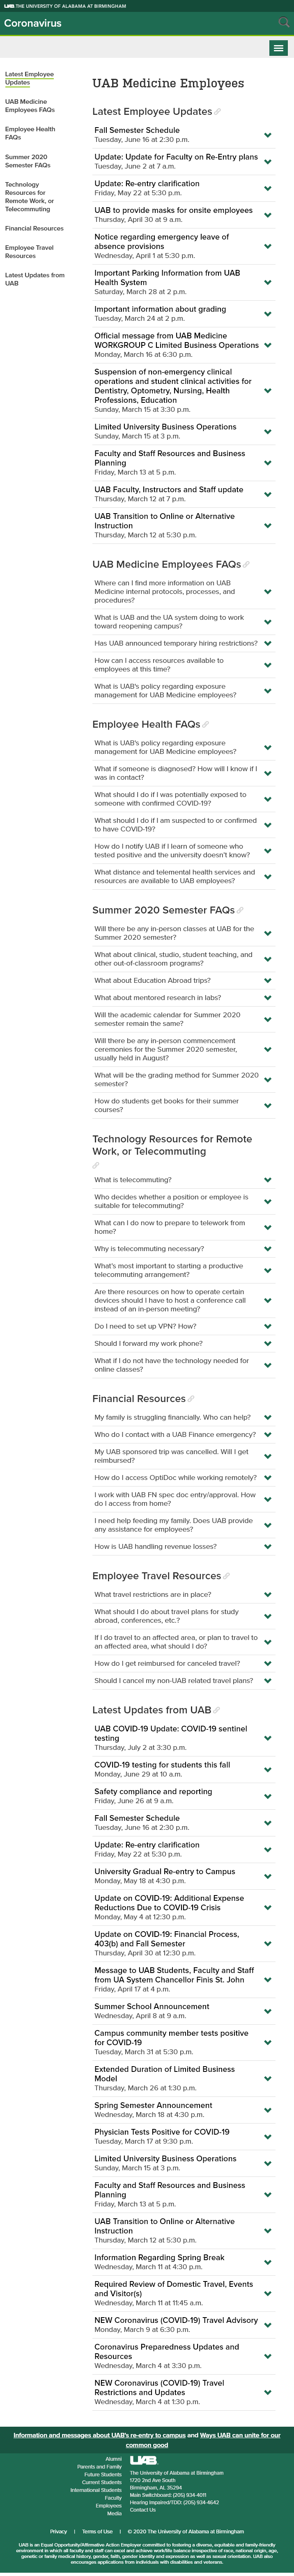 UAB THE UNIVERSITY OF ALABAMA AT BIRMINGHAM
Coronavirus
Latest Employee
Updates
UAB Medicine
Employees FAQs
Employee Health
FAQs
Summer 2020
Semester FAQs
Technology
Resources for
Remote Work, or
Telecommuting
Financial Resources
Employee Travel
Resources
Latest Updates from
UAB
UAB Medicine Employees
Latest Employee Updates
Fall Semester Schedule
Tuesday, June 16 at 2:30 p.m.
Update: Update for Faculty on Re-Entry plans
Tuesday, June 2 at 7 a.m.
Update: Re-entry clarification
Friday, May 22 at 5:30 p.m.
UAB to provide masks for onsite employees
Thursday, April 30 at 9 a.m.
Notice regarding emergency leave of
absence provisions
Wednesday, April 1 at 5:30 p.m.
Important Parking Information from UAB
Health System
Saturday, March 28 at 2 p.m.
Important information about grading
Tuesday, March 24 at 2 p.m.
Official message from UAB Medicine
WORKGROUP C Limited Business Operations
Monday, March 16 at 6:30 p.m.
Suspension of non-emergency clinical
operations and student clinical activities for
Dentistry, Optometry, Nursing, Health
Professions, Education
Sunday, March 15 at 3:30 p.m.
Limited University Business Operations
Sunday, March 15 at 3 p.m.
Faculty and Staff Resources and Business
Planning
Friday, March 13 at 5 p.m.
UAB Faculty, Instructors and Staff update
Thursday, March 12 at 7 p.m.
UAB Transition to Online or Alternative
Instruction
Thursday, March 12 at 5:30 p.m.
UAB Medicine Employees FAQs
Where can I find more information on UAB
Medicine internal protocols, processes, and
procedures?
What is UAB and the UA system doing to work
toward reopening campus?
Has UAB announced temporary hiring restrictions?
How can I access resources available to
employees at this time?
What is UAB's policy regarding exposure
management for UAB Medicine employees?
Employee Health FAQs
What is UAB's policy regarding exposure
management for UAB Medicine employees?
What if someone is diagnosed? How will I know if I
was in contact?
What should I do if I was potentially exposed to
someone with confirmed COVID-19?
What should I do if I am suspected to or confirmed
to have COVID-19?
How do I notify UAB if I learn of someone who
tested positive and the university doesn't know?
What distance and telemental health services and
resources are available to UAB employees?
Summer 2020 Semester FAQs
Will there be any in-person classes at UAB for the
Summer 2020 semester?
What about clinical, studio, student teaching, and
other out-of-classroom programs?
What about Education Abroad trips?
What about mentored research in labs?
Will the academic calendar for Summer 2020
semester remain the same?
Will there be any in-person commencement
ceremonies for the Summer 2020 semester,
usually held in August?
What will be the grading method for Summer 2020
semester?
How do students get books for their summer
courses?
Technology Resources for Remote
Work, or Telecommuting
What is telecommuting?
Who decides whether a position or employee is
suitable for telecommuting?
What can I do now to prepare to telework from
home?
Why is telecommuting necessary?
What's most important to starting a productive
telecommuting arrangement?
Are there resources on how to operate certain
devices should I have to host a conference call
instead of an in-person meeting?
Do I need to set up VPN? How?
Should I forward my work phone?
What if I do not have the technology needed for
online classes?
Financial Resources
My family is struggling financially. Who can help?
Who do I contact with a UAB Finance emergency?
My UAB sponsored trip was cancelled. Will I get
reimbursed?
How do I access OptiDoc while working remotely?
I work with UAB FN spec doc entry/approval. How
do I access from home?
I need help feeding my family. Does UAB provide
any assistance for employees?
How is UAB handling revenue losses?
Employee Travel Resources
What travel restrictions are in place?
What should I do about travel plans for study
abroad, conferences, etc.?
If I do travel to an affected area, or plan to travel to
an affected area, what should I do?
How do I get reimbursed for canceled travel?
Should I cancel my non-UAB related travel plans?
Latest Updates from UAB
UAB COVID-19 Update: COVID-19 sentinel
testing
Thursday, July 2 at 3:30 p.m.
COVID-19 testing for students this fall
Monday, June 29 at 10 a.m.
Safety compliance and reporting
Friday, June 26 at 9 a.m.
Fall Semester Schedule
Tuesday, June 16 at 2:30 p.m.
Update: Re-entry clarification
Friday, May 22 at 5:30 p.m.
University Gradual Re-entry to Campus
Monday, May 18 at 4:30 p.m.
Update on COVID-19: Additional Expense
Reductions Due to COVID-19 Crisis
Monday, May 4 at 12:30 p.m.
Update on COVID-19: Financial Process,
403(b) and Fall Semester
Thursday, April 30 at 12:30 p.m.
Message to UAB Students, Faculty and Staff
from UA System Chancellor Finis St. John
Friday, April 17 at 4 p.m.
Summer School Announcement
Wednesday, April 8 at 9 a.m.
Campus community member tests positive
for COVID-19
Tuesday, March 31 at 5:30 p.m.
Extended Duration of Limited Business
Model
Thursday, March 26 at 1:30 p.m.
Spring Semester Announcement
Wednesday, March 18 at 4:30 p.m.
Physician Tests Positive for COVID-19
Tuesday, March 17 at 9:30 p.m.
Limited University Business Operations
Sunday, March 15 at 3 p.m.
Faculty and Staff Resources and Business
Planning
Friday, March 13 at 5 p.m.
UAB Transition to Online or Alternative
Instruction
Thursday, March 12 at 5:30 p.m.
Information Regarding Spring Break
Wednesday, March 11 at 4:30 p.m.
Required Review of Domestic Travel, Events
and Visitor(s)
Wednesday, March 11 at 11:45 a.m.
NEW Coronavirus (COVID-19) Travel Advisory
Monday, March 9 at 6:30 p.m.
Coronavirus Preparedness Updates and
Resources
Wednesday, March 4 at 3:30 p.m.
NEW Coronavirus (COVID-19) Travel
Restrictions and Updates
Wednesday, March 4 at 1:30 p.m.
Information and messages about UAB's re-entry to campus and Ways UAB can unite for our
common good
Alumni
Parents and Family
Future Students
Current Students
International Students
Faculty
Employees
Media
UAB
The University of Alabama at Birmingham
1720 2nd Ave South
Birmingham, AL 35294
Main Switchboard: (205) 934-4011
Hearing Impaired/TDD: (205) 934-4642
Contact Us
Privacy | Terms of Use | © 2020 The University of Alabama at Birmingham
UAB is an Equal Opportunity/Affirmative Action Employer committed to fostering a diverse, equitable and family-friendly
environment in which all faculty and staff can excel and achieve work/life balance irrespective of race, national origin, age,
genetic or family medical history, gender, faith, gender identity and expression as well as sexual orientation. UAB also
encourages applications from individuals with disabilities and veterans.